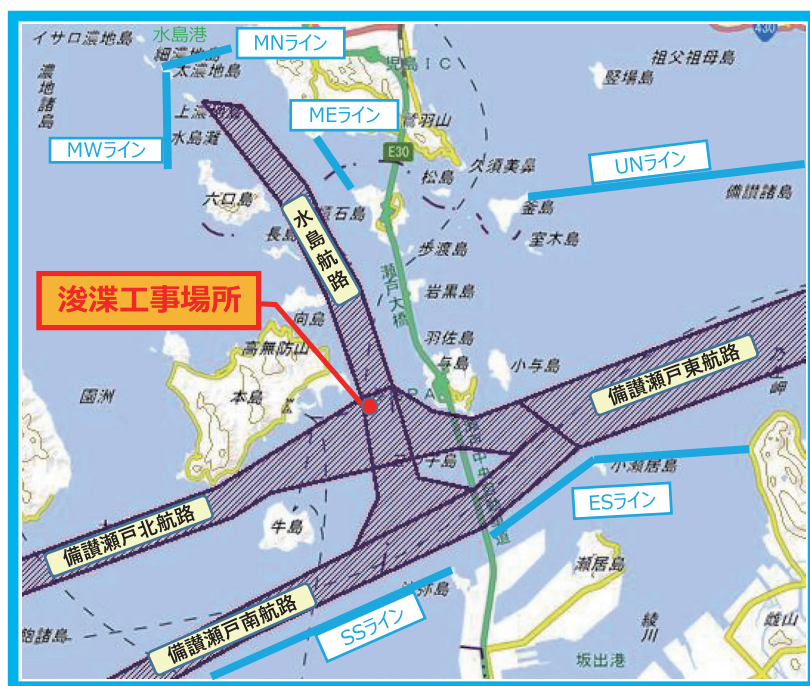 イサロ濃地島
水島港
細濃地島
太濃地島
MNライン
児島IC
430
祖父祖母島
竪場島
濃地諸島
上濃地島
水島灘
MWライン
MEライン
鷲羽山
E30
久須美鼻
松島
UNライン
備讃諸島
六口島
釜島
室木島
長島
水島航路
歩渡島
瀬戸大橋
岩黒島
浚渫工事場所
向島
羽佐島
高無防山
与島
小与島
園洲
本島
備讃瀬戸東航路
小瀬居島
ESライン
牛島
備讃瀬戸北航路
瀬居島
備讃瀬戸南航路
SSライン
綾川
雄山
坂出港